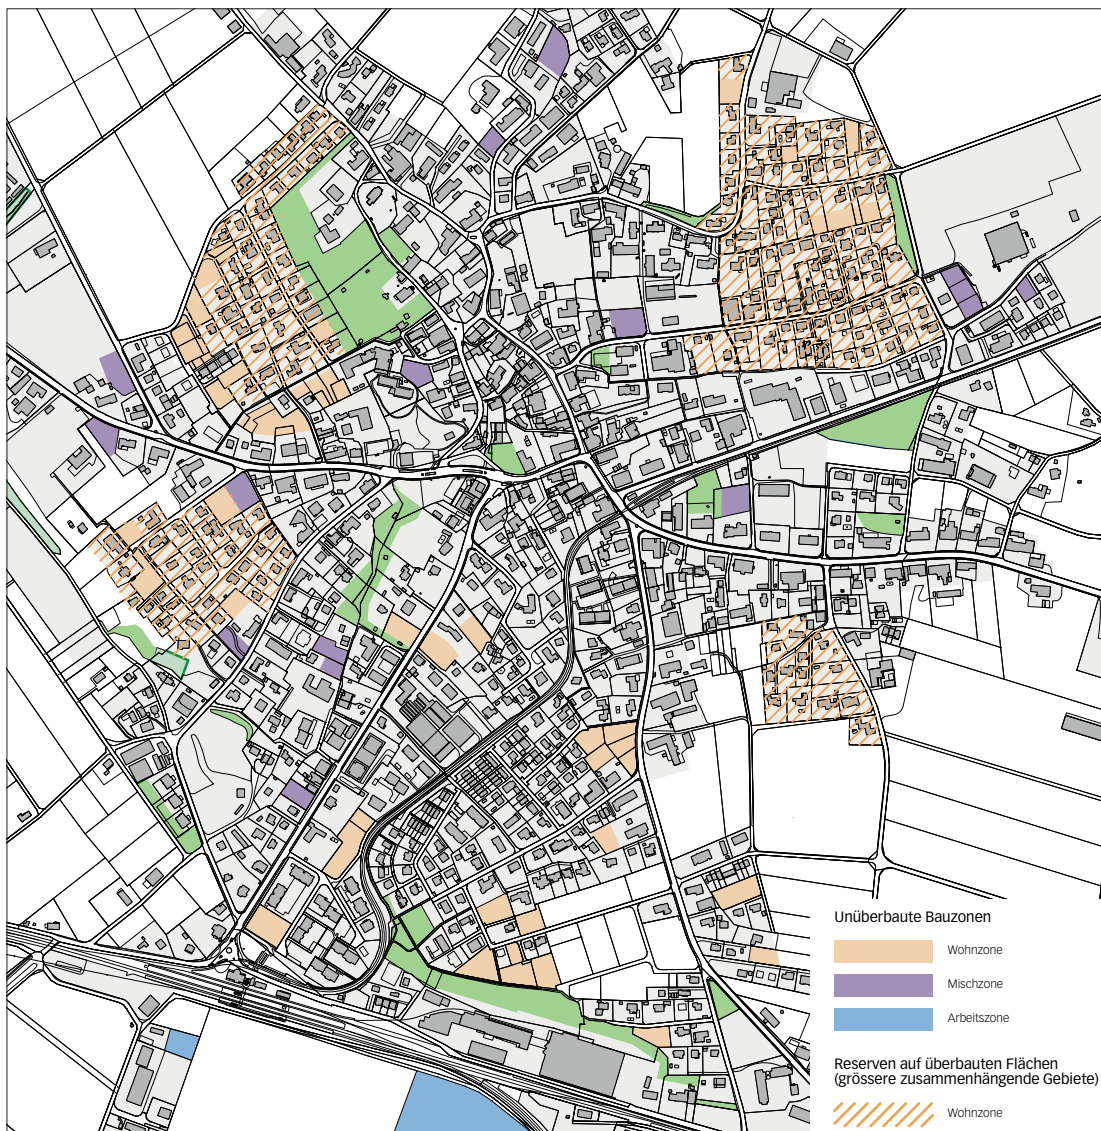 Unüberbaute Bauzonen
Wohnzone
Mischzone
Arbeitszone
Reserven auf überbauten Flächen
(grössere zusammenhängende Gebiete)
Wohnzone